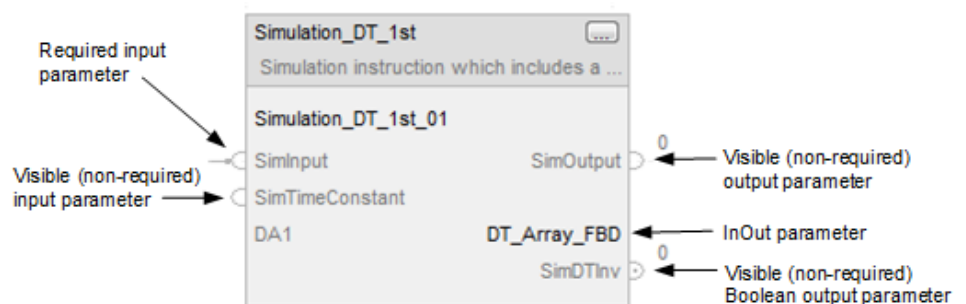 Simulation_DT_1st
...
Simulation instruction which includes a ...
Required input
parameter
Simulation_DT_1st_01
SimInput
SimOutput
0
Visible (non-required)
output parameter
Visible (non-required)
input parameter
SimTimeConstant
DA1
DT_Array_FBD
InOut parameter
SimDTInv
0
Visible (non-required)
Boolean output parameter